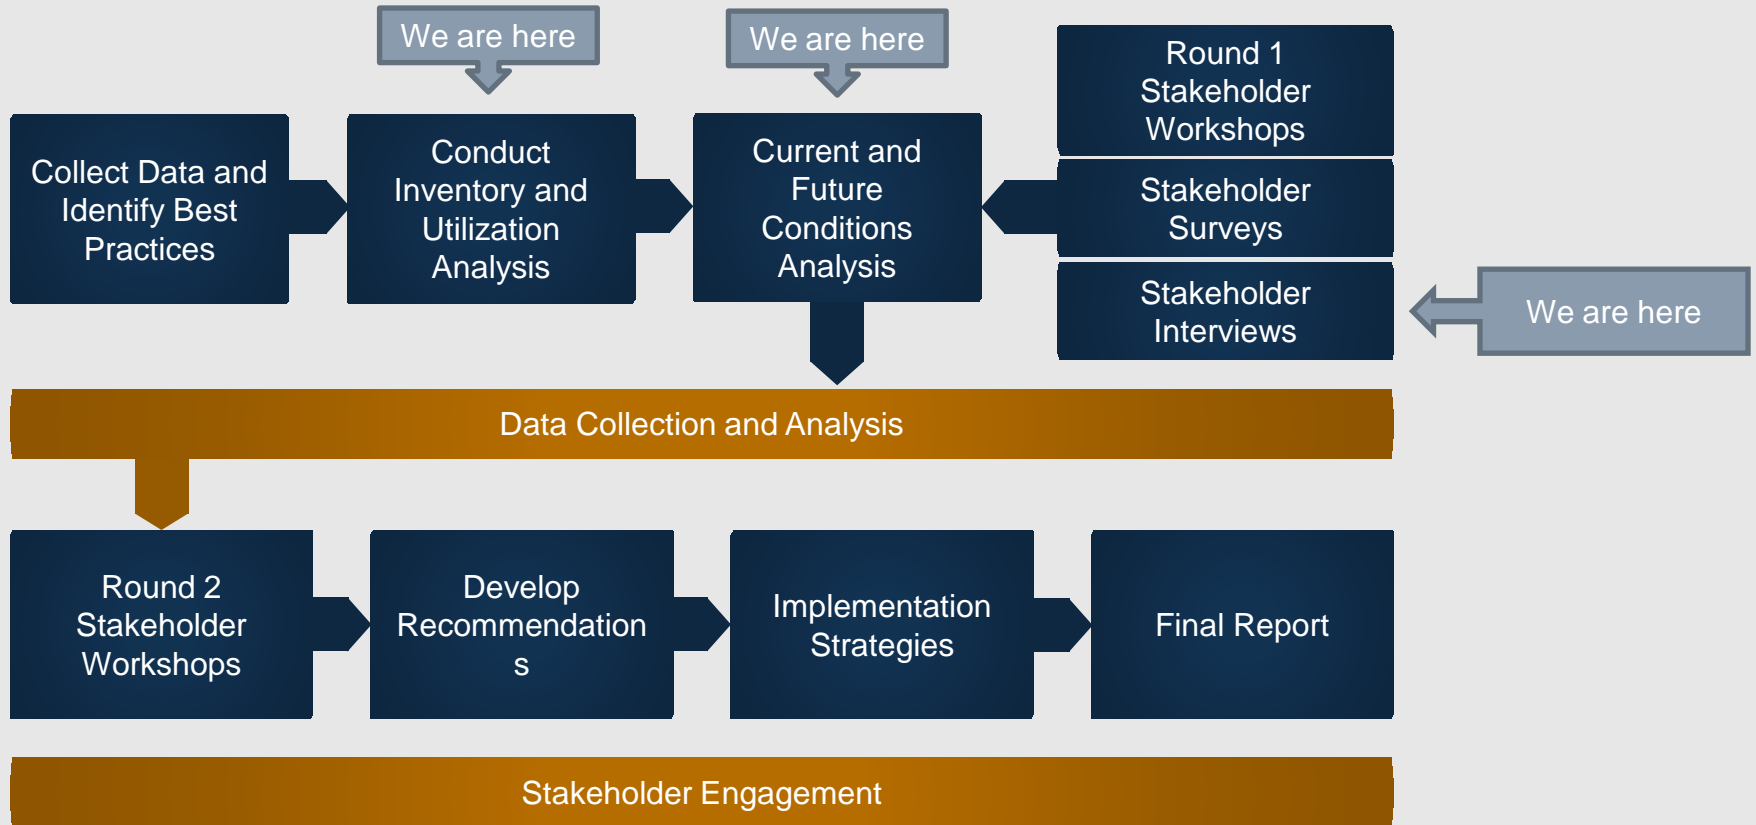 We are here
We are here
Round 1
Stakeholder
Workshops
Collect Data and
Identify Best
Practices
Conduct
Inventory and
Utilization
Analysis
Current and
Future
Conditions
Analysis
Stakeholder
Surveys
Stakeholder
Interviews
We are here
Data Collection and Analysis
Round 2
Stakeholder
Workshops
Develop
Recommendation
s
Implementation
Strategies
Final Report
Stakeholder Engagement